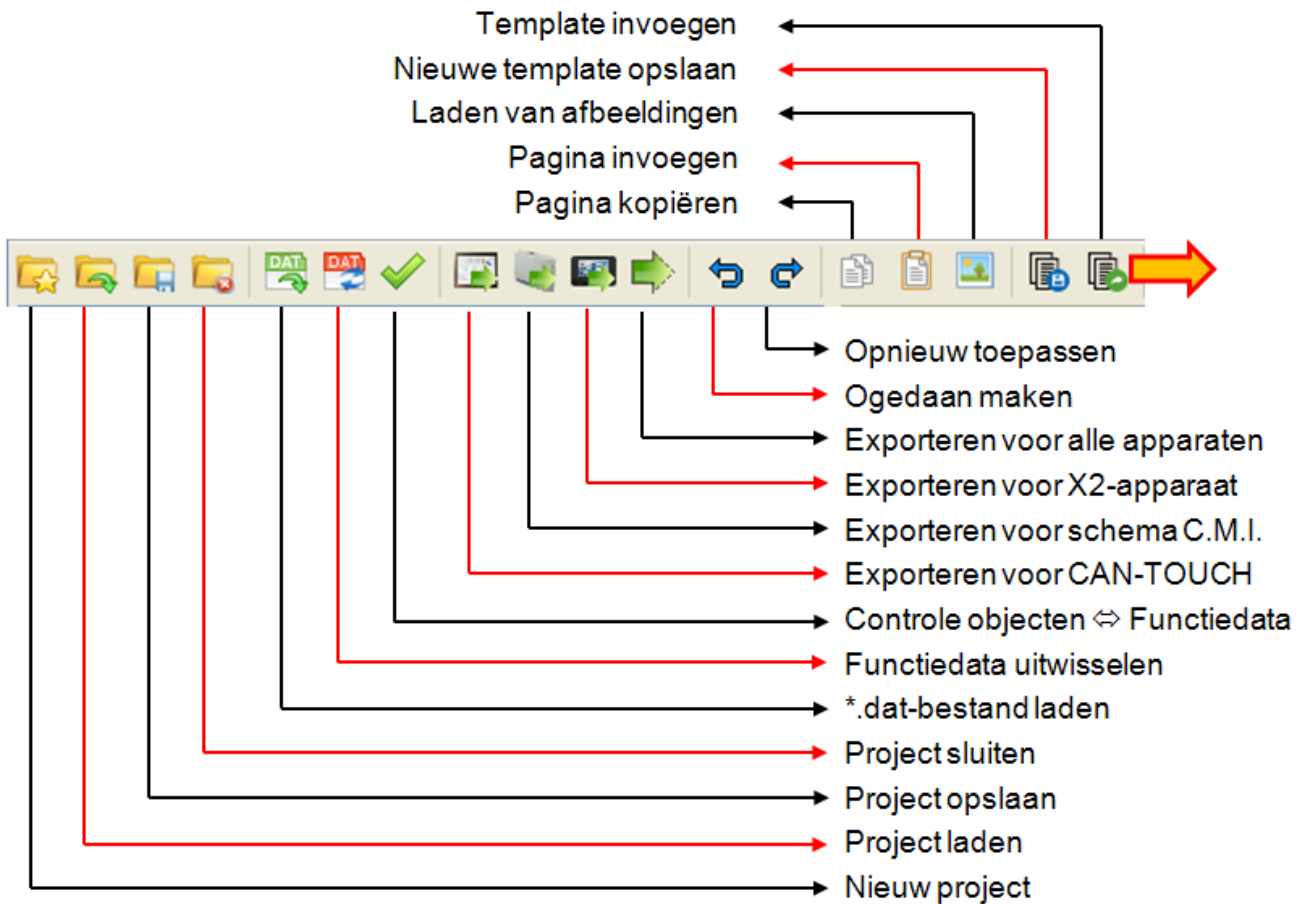 Template invoegen
Nieuwe template opslaan
Laden van afbeeldingen
Pagina invoegen
Pagina kopiëren
DAT DAT
Opnieuw toepassen
Ogedaan maken
Exporteren voor alle apparaten
Exporteren voor X2-apparaat
Exporteren voor schema C.M.I.
Exporteren voor CAN-TOUCH
Controle objecten ⬄ Functiedata
Functiedata uitwisselen
*.dat-bestand laden
Project sluiten
Project opslaan
Project laden
Nieuw project